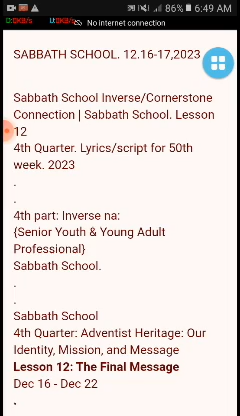 0:0KB/s U:0KB/s No internet connection 86% 6:49 AM
SABBATH SCHOOL. 12.16-17,2023
Sabbath School Inverse/Cornerstone
Connection | Sabbath School. Lesson
12
4th Quarter. Lyrics/script for 50th
week. 2023
.
.
4th part: Inverse na:
{Senior Youth & Young Adult
Professional}
Sabbath School.
.
.
Sabbath School
4th Quarter: Adventist Heritage: Our
Identity, Mission, and Message
Lesson 12: The Final Message
Dec 16 - Dec 22
.